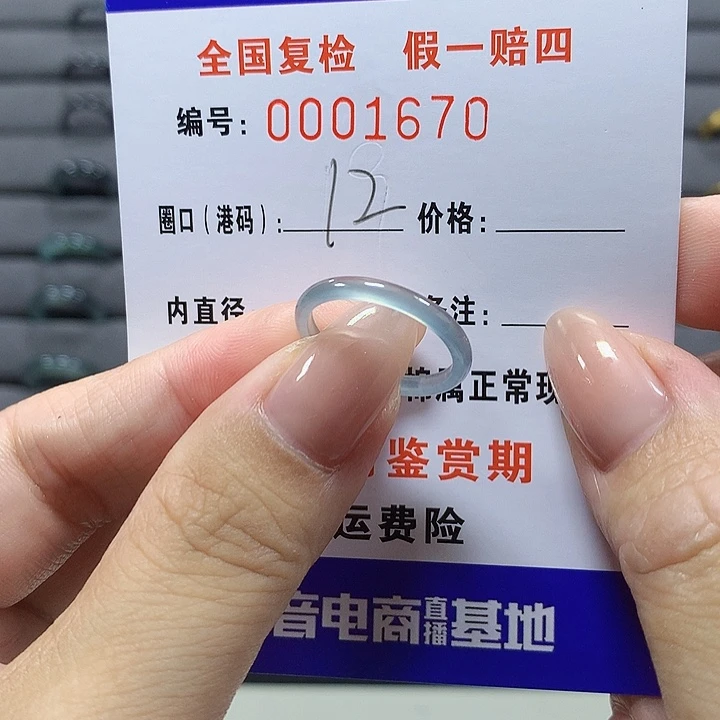 全国复检 假一赔四
编号: 0001670
圈口(港码): 12 价格:
内直径 注:
棉属正常现
鉴赏期
运费险
音电商直播基地